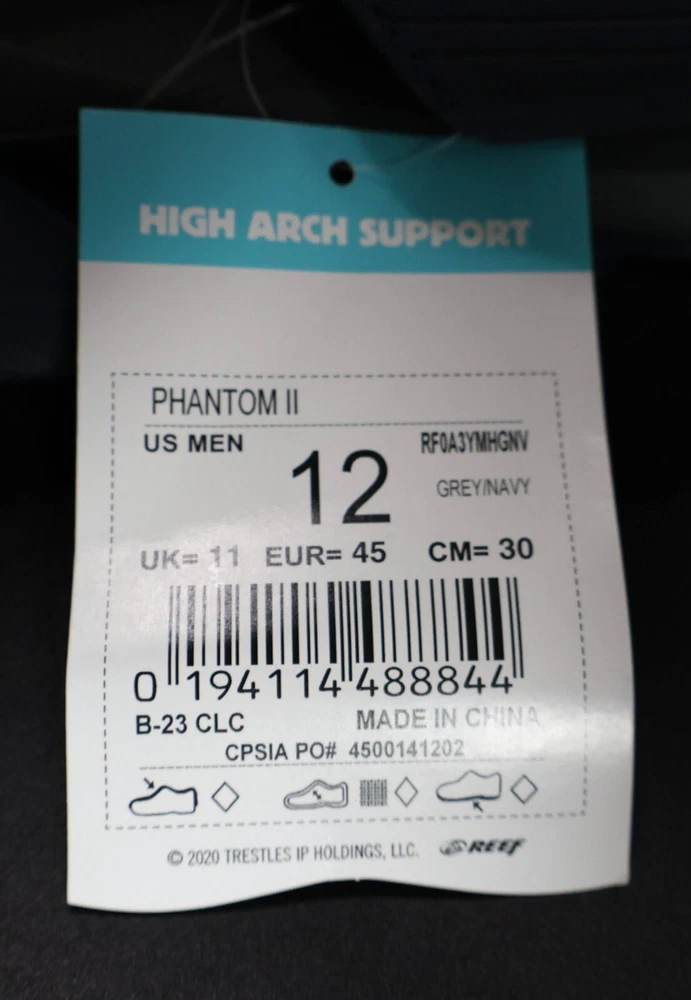 HIGH ARCH SUPPORT
PHANTOM II
US MEN 12 RF0A3YMHGNV
GREY/NAVY
UK= 11 EUR= 45 CM= 30
0 194114 488844
B-23 CLC MADE IN CHINA
CPSIA PO# 4500141202
© 2020 TRESTLES IP HOLDINGS, LLC. REEF